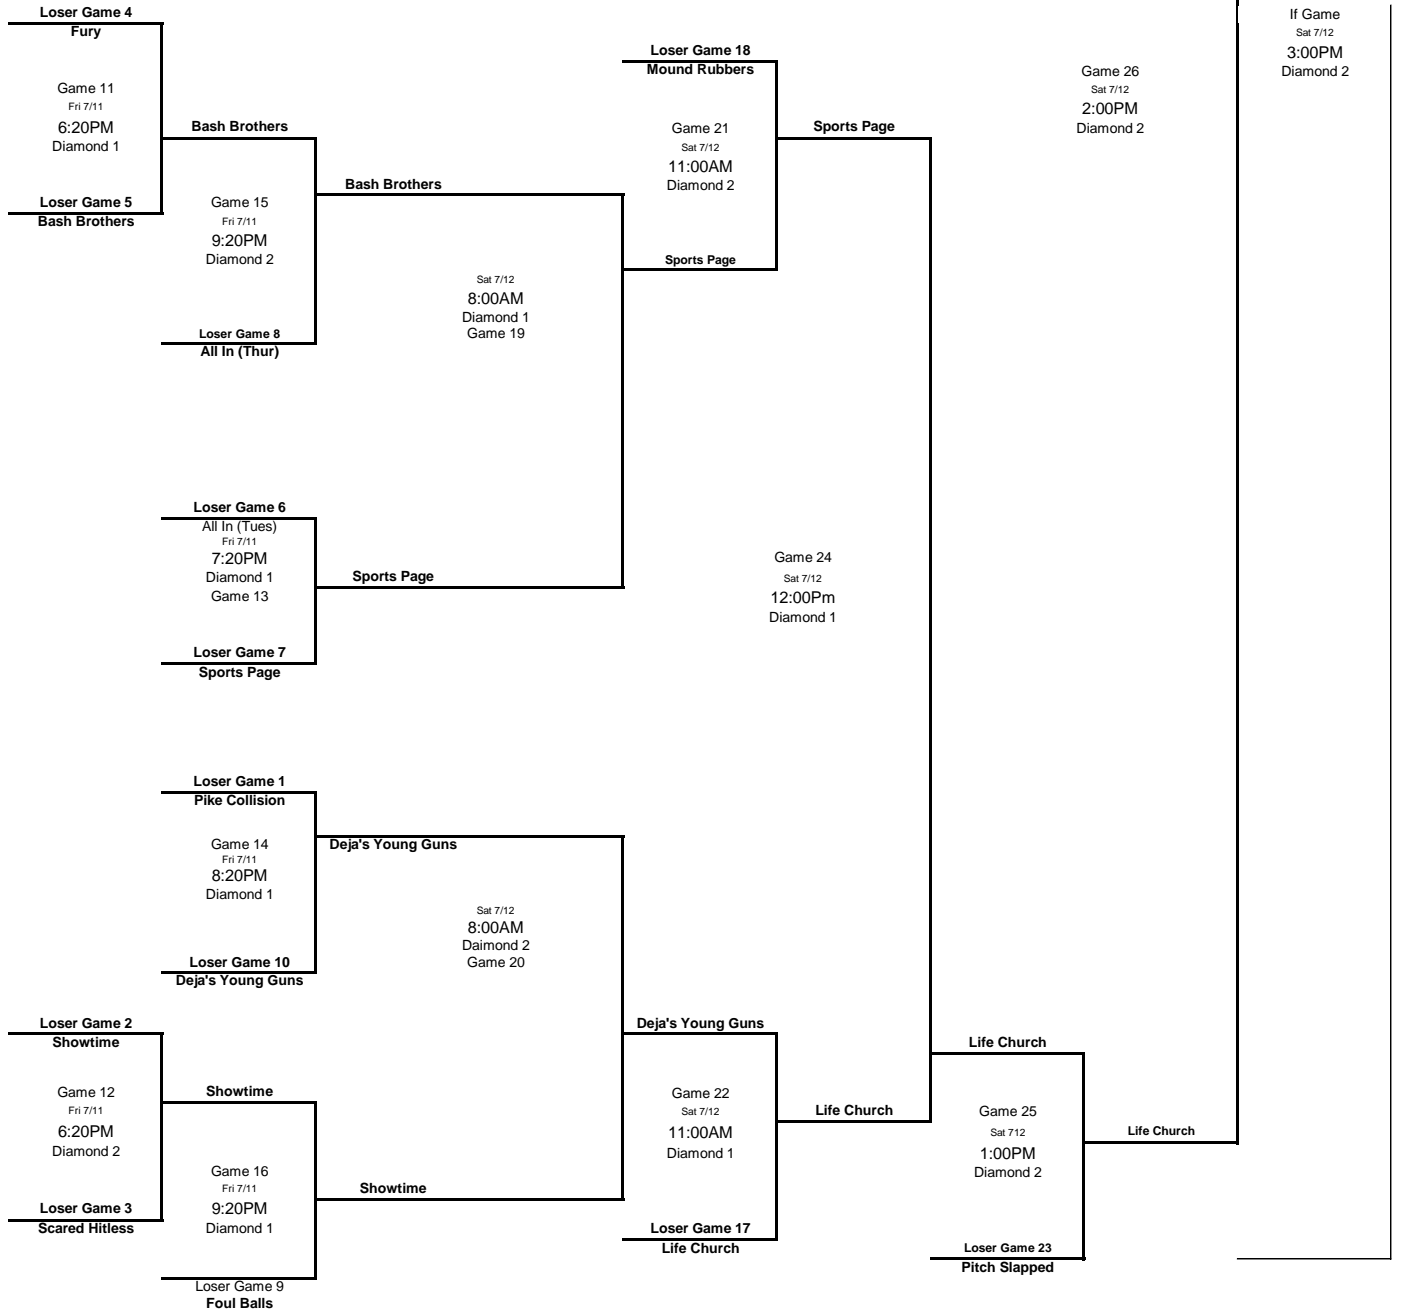 Loser Game 4
Fury
Game 11
Fri 7/11
6:20PM
Diamond 1
Loser Game 5
Bash Brothers
Bash Brothers
Game 15
Fri 7/11
9:20PM
Diamond 2
Loser Game 8
All In (Thur)
Bash Brothers
Sat 7/12
8:00AM
Diamond 1
Game 19
Loser Game 6
All In (Tues)
Fri 7/11
7:20PM
Diamond 1
Game 13
Loser Game 7
Sports Page
Sports Page
Loser Game 18
Mound Rubbers
Game 21
Sat 7/12
11:00AM
Diamond 2
Sports Page
Sports Page
Game 24
Sat 7/12
12:00Pm
Diamond 1
Game 26
Sat 7/12
2:00PM
Diamond 2
If Game
Sat 7/12
3:00PM
Diamond 2
Loser Game 1
Pike Collision
Game 14
Fri 7/11
8:20PM
Diamond 1
Loser Game 10
Deja's Young Guns
Deja's Young Guns
Sat 7/12
8:00AM
Daimond 2
Game 20
Loser Game 2
Showtime
Game 12
Fri 7/11
6:20PM
Diamond 2
Loser Game 3
Scared Hitless
Showtime
Game 16
Fri 7/11
9:20PM
Diamond 1
Loser Game 9
Foul Balls
Showtime
Deja's Young Guns
Game 22
Sat 7/12
11:00AM
Diamond 1
Loser Game 17
Life Church
Life Church
Life Church
Game 25
Sat 712
1:00PM
Diamond 2
Loser Game 23
Pitch Slapped
Life Church